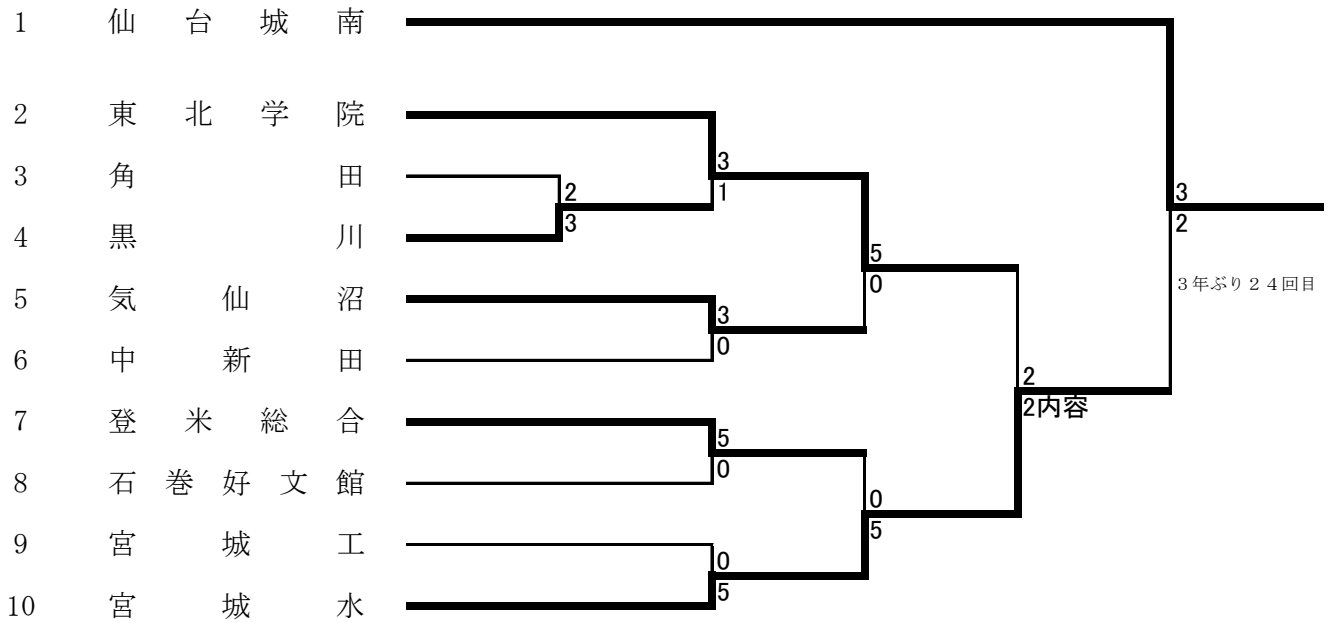 1 仙台城南
2 東北学院
3
3 角田
2
1
3
2
3
4 黒川
5
0
3年ぶり24回目
5 気仙沼
3
0
6 中新田
2
2内容
7 登米総合
5
0
8 石巻好文館
0
5
9 宮城工
0
5
10 宮城水